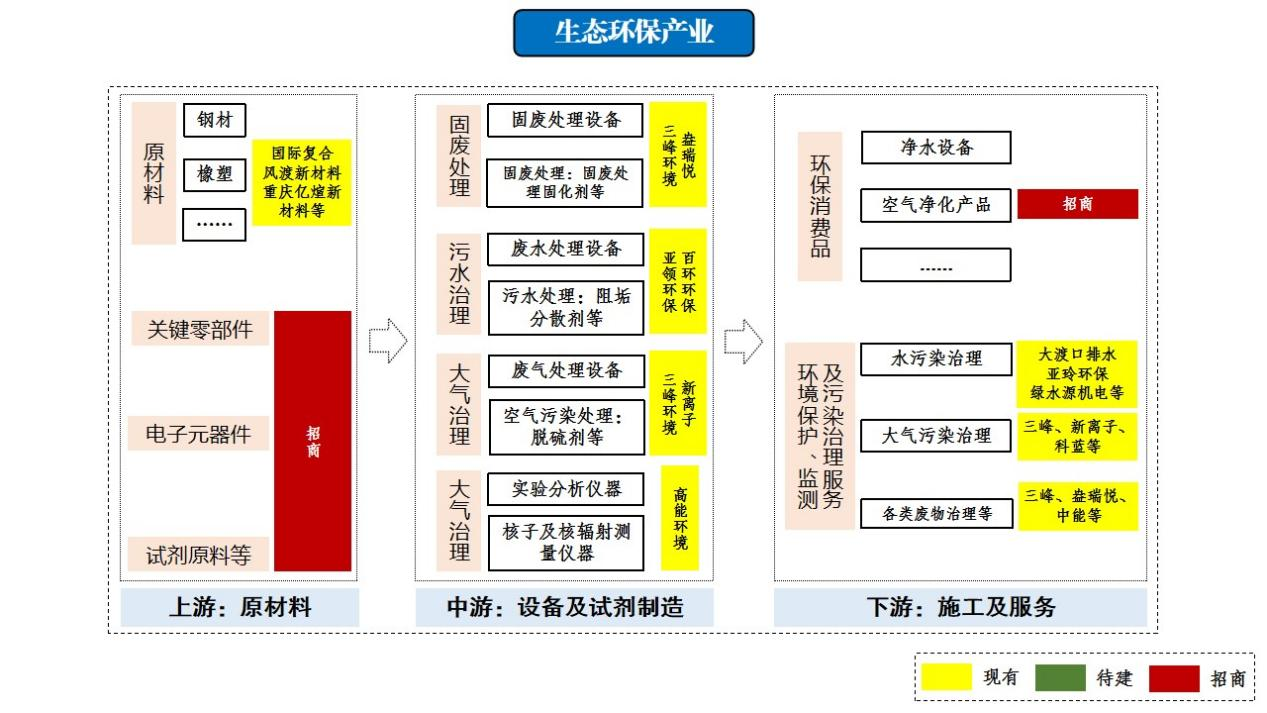 生态环保产业
原材料
钢材
橡塑
……
国际复合
风渡新材料
重庆亿煊新
材料等
关键零部件
电子元器件
试剂原料等
招商
上游：原材料
固废处理
固废处理设备
固废处理：固废处
理固化剂等
盎瑞悦
三峰环境
污水治理
废水处理设备
污水处理：阻垢
分散剂等
百环环保
亚领环保
大气治理
废气处理设备
空气污染处理：
脱硫剂等
新离子
三峰环境
大气治理
实验分析仪器
核子及核辐射测
量仪器
高能环境
中游：设备及试剂制造
环保消费品
净水设备
空气净化产品
……
招商
环境保护、监测
及污染治理服务
水污染治理
大渡口排水
亚玲环保
绿水源机电等
大气污染治理
三峰、新离子、
科蓝等
各类废物治理等
三峰、盎瑞悦、
中能等
下游：施工及服务
现有
待建
招商